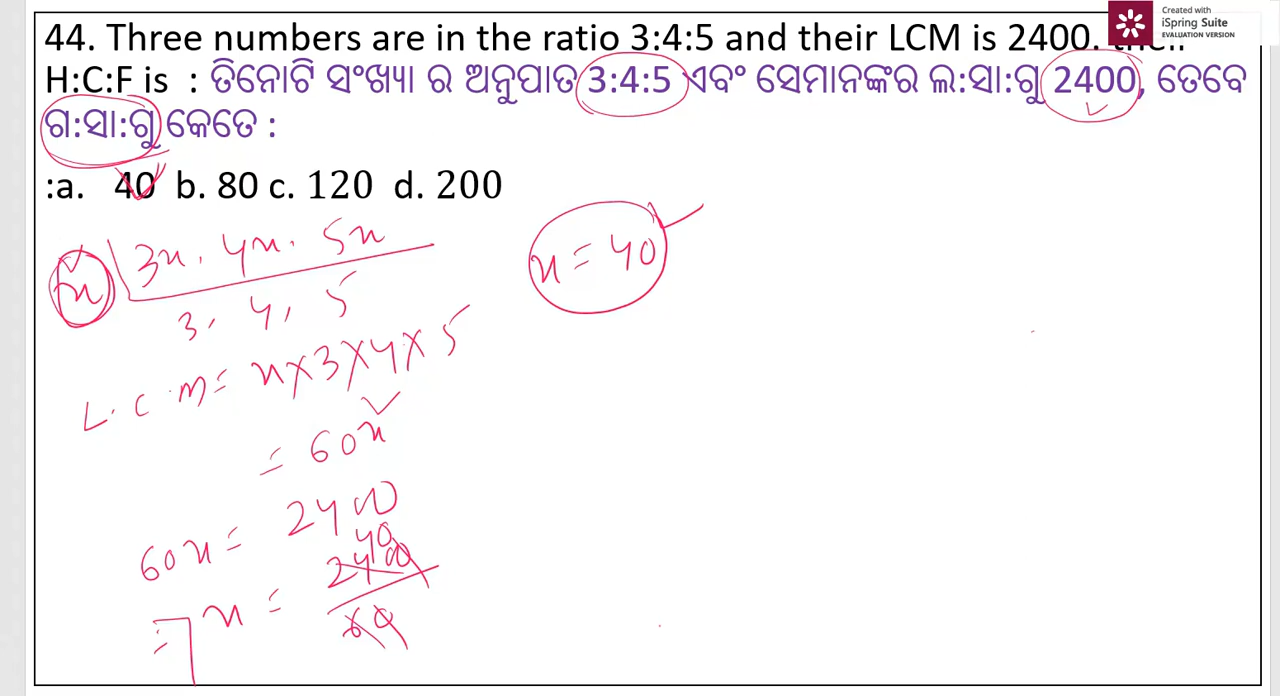 Created with
iSpring Suite
EVALUATION VERSION
44. Three numbers are in the ratio 3:4:5 and their LCM is 2400.
H:C:F is : ତିନୋଟି ସଂଖ୍ୟା ର ଅନୁପାତ 3:4:5 ଏବଂ ସେମାନଙ୍କର ଲ:ସା:ଗୁ 2400, ତେବେ
ଗ:ସା:ଗୁ କେତେ :
:a. 40 b. 80 c. 120 d. 200
x 3x, 4x, 5x
3, 4, 5
x = 40
L.C.M = x×3×4×5
= 60x
60x = 2400
40
=7 x = 2400
60